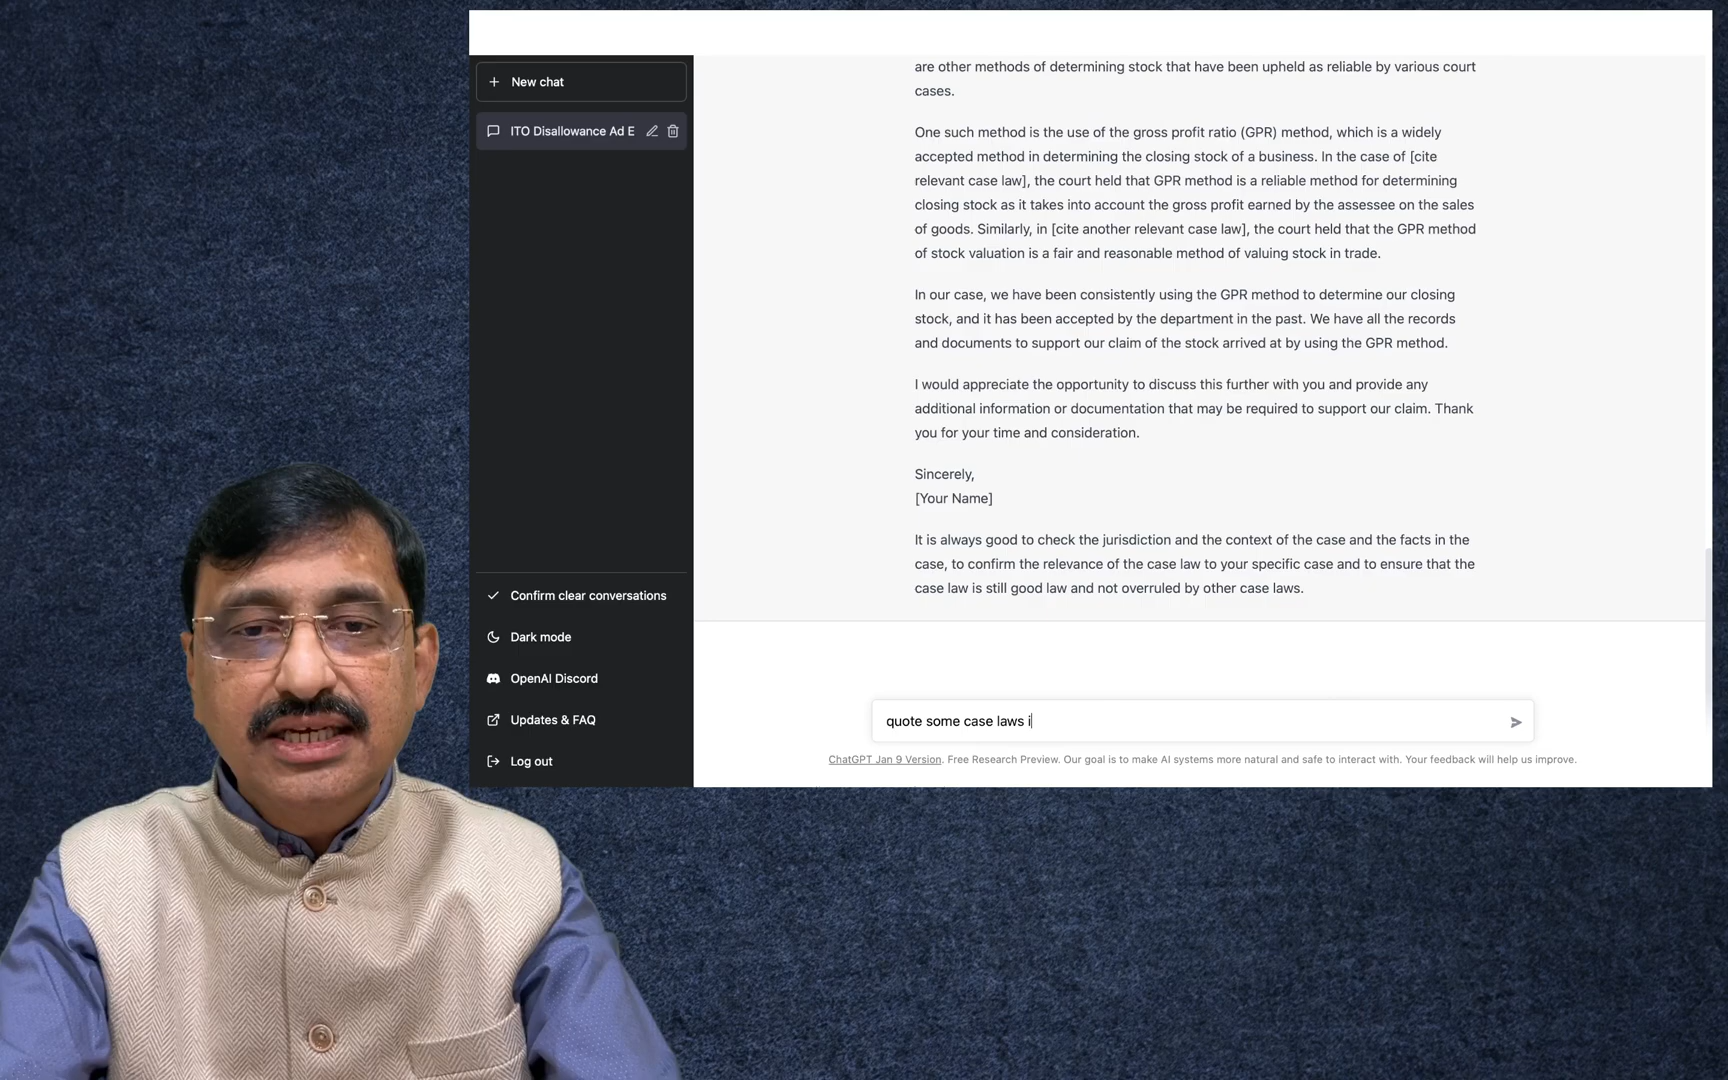 New chat
ITO Disallowance Ad E
Confirm clear conversations
Dark mode
OpenAI Discord
Updates & FAQ
Log out
are other methods of determining stock that have been upheld as reliable by various court
cases.
One such method is the use of the gross profit ratio (GPR) method, which is a widely
accepted method in determining the closing stock of a business. In the case of [cite
relevant case law], the court held that GPR method is a reliable method for determining
closing stock as it takes into account the gross profit earned by the assessee on the sales
of goods. Similarly, in [cite another relevant case law], the court held that the GPR method
of stock valuation is a fair and reasonable method of valuing stock in trade.
In our case, we have been consistently using the GPR method to determine our closing
stock, and it has been accepted by the department in the past. We have all the records
and documents to support our claim of the stock arrived at by using the GPR method.
I would appreciate the opportunity to discuss this further with you and provide any
additional information or documentation that may be required to support our claim. Thank
you for your time and consideration.
Sincerely,
[Your Name]
It is always good to check the jurisdiction and the context of the case and the facts in the
case, to confirm the relevance of the case law to your specific case and to ensure that the
case law is still good law and not overruled by other case laws.
quote some case laws i
ChatGPT Jan 9 Version. Free Research Preview. Our goal is to make AI systems more natural and safe to interact with. Your feedback will help us improve.